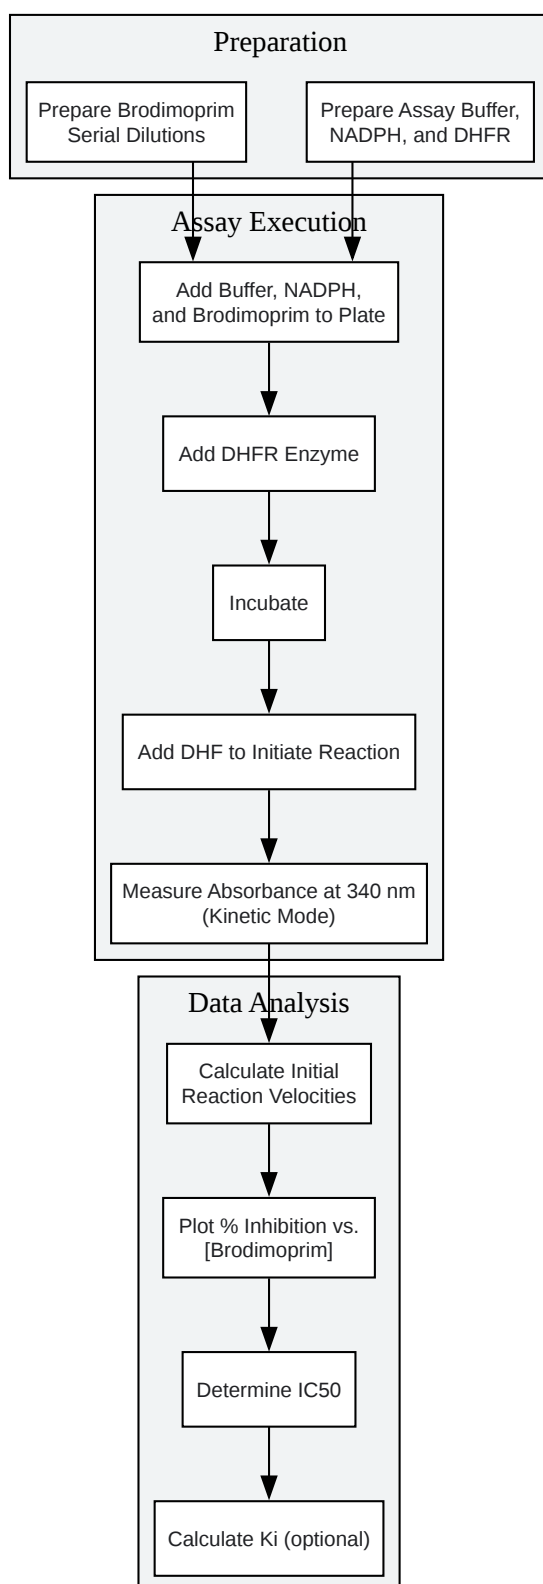 Preparation
Prepare Brodimoprim
Serial Dilutions
Prepare Assay Buffer,
NADPH, and DHFR
Assay Execution
Add Buffer, NADPH,
and Brodimoprim to Plate
Add DHFR Enzyme
Incubate
Add DHF to Initiate Reaction
Measure Absorbance at 340 nm
(Kinetic Mode)
Data Analysis
Calculate Initial
Reaction Velocities
Plot % Inhibition vs.
[Brodimoprim]
Determine IC50
Calculate Ki (optional)